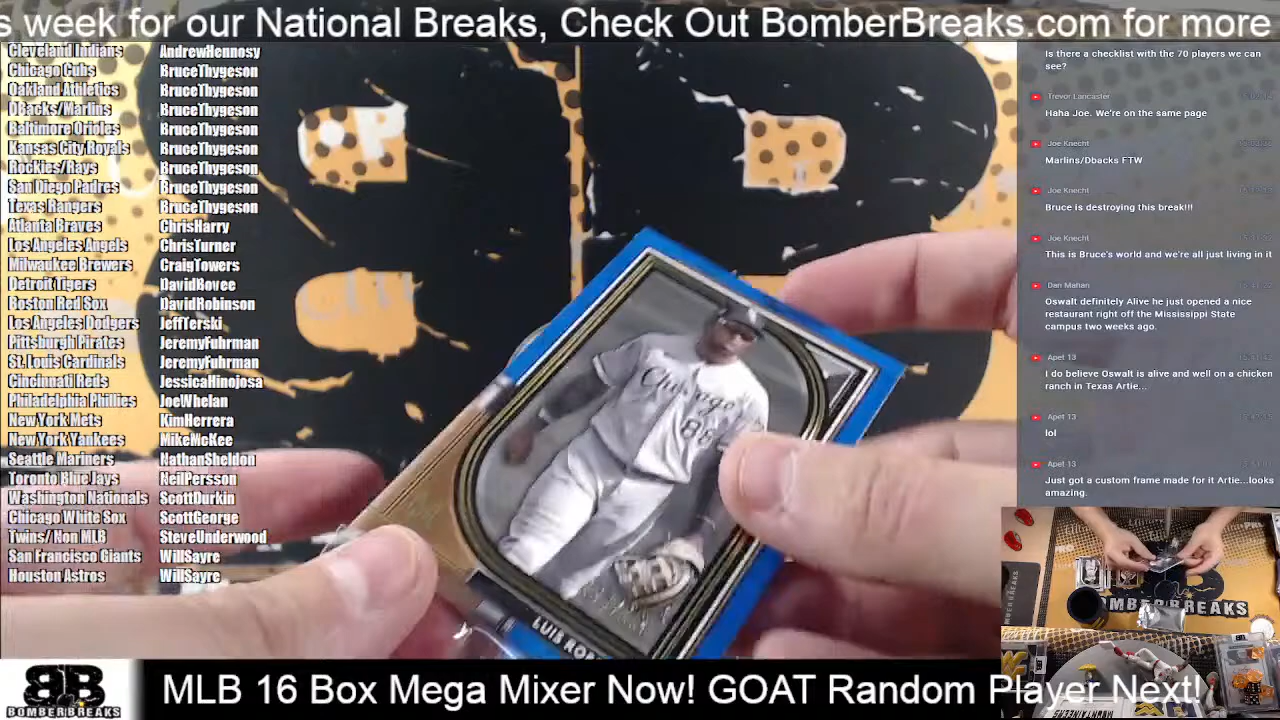 s week for our National Breaks, Check Out BomberBreaks.com for more
Cleveland Indians AndrewHennosy
Chicago Cubs BruceThygeson
Oakland Athletics BruceThygeson
DBacks/Marlins BruceThygeson
Baltimore Orioles BruceThygeson
Kansas City Royals BruceThygeson
Rockies/Rays BruceThygeson
San Diego Padres BruceThygeson
Texas Rangers BruceThygeson
Atlanta Braves ChrisHarry
Los Angeles Angels ChrisTurner
Milwaukee Brewers CraigTowers
Detroit Tigers DavidBovee
Boston Red Sox DavidRobinson
Los Angeles Dodgers JeffTerski
Pittsburgh Pirates JeremyFuhrman
St. Louis Cardinals JeremyFuhrman
Cincinnati Reds JessicaHinojosa
Philadelphia Phillies JoeWhelan
New York Mets KimHerrera
New York Yankees MikeMcKee
Seattle Mariners NathanSheldon
Toronto Blue Jays NeilPersson
Washington Nationals ScottDurkin
Chicago White Sox ScottGeorge
Twins/ Non MLB SteveUnderwood
San Francisco Giants WillSayre
Houston Astros WillSayre
Chicago
88
LUIS ROB
Is there a checklist with the 70 players we can
see?
Trevor Lancaster
Haha Joe. We're on the same page
Joe Knecht
Marlins/Dbacks FTW
Joe Knecht
Bruce is destroying this break!!!
Joe Knecht
This is Bruce's world and we're all just living in it
Dan Mahan
Oswalt definitely Alive he just opened a nice
restaurant right off the Mississippi State
campus two weeks ago.
Apet 13
I do believe Oswalt is alive and well on a chicken
ranch in Texas Artie...
Apet 13
lol
Apet 13
Just got a custom frame made for it Artie...looks
amazing.
OMBERBREAKS
BB
BOMBERBREAKS
MLB 16 Box Mega Mixer Now! GOAT Random Player Next!